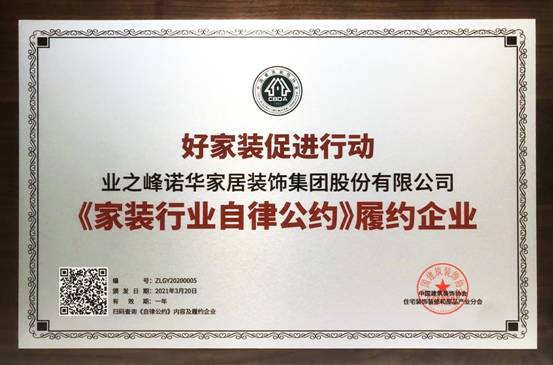 CBDA
好家装促进行动
业之峰诺华家居装饰集团股份有限公司
《家装行业自律公约》履约企业
编号：ZLGY20200005
颁发日期：2021年3月20日
有效期：一年
扫码查询《自律公约》内容及履约企业
中国建筑装饰协会
住宅装饰装修和部品产业分会